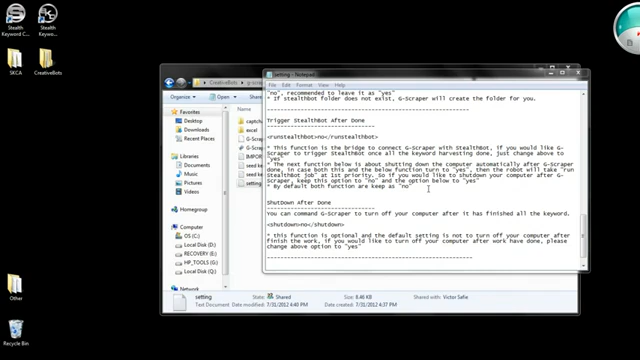 Stealth
Keyword C...
Stealth
Keywo...
SKCA
CreativeBots
Other
Recycle Bin
CreativeBots
g-scrap
Organize
Open
Favorites
Desktop
Downloads
Recent Places
Libraries
Documents
Music
Pictures
Videos
Homegroup
Computer
OS (C:)
Local Disk (D:)
RECOVERY (E:)
HP_TOOLS (G:)
Local Disk (N:)
Network
Name
captch
excel
G-Scra
G-Scra
IMPOR
seed ke
seed ke
setting
setting - Notepad
File Edit Format View Help
"no", recommended to leave it as "yes"
* If stealthbot folder does not exist, G-Scraper will create the folder for you.
Trigger StealthBot After Done
<runstealthbot>no</runstealthbot>
* This function is the bridge to connect G-Scraper with StealthBot, if you would like G-Scraper to trigger StealthBot once all the keyword harvesting done, just change above to
"yes"
* The next function below is about shutting down the computer automatically after G-Scraper
done, in case both this and the below function turn to "yes", then the robot will take "run
StealthBot job" at 1st priority. So if you would like to shutdown your computer after G-
Scraper, keep this option to "no" and the option below to "yes"
* By default both function are keep as "no"
ShutDown After Done
You can command G-Scraper to turn off your computer after it has finished all the keyword.
<shutdown>no</shutdown>
* this function is optional and the default setting is not to turn off your computer after
finish the work, if you would like to turn off your computer after work have done, please
change above option to "yes"
setting
Text Document
State: Shared
Date modified: 7/31/2012 4:40 PM
Size: 8.46 KB
Date created: 7/31/2012 4:37 PM
Shared with: Victor Safie